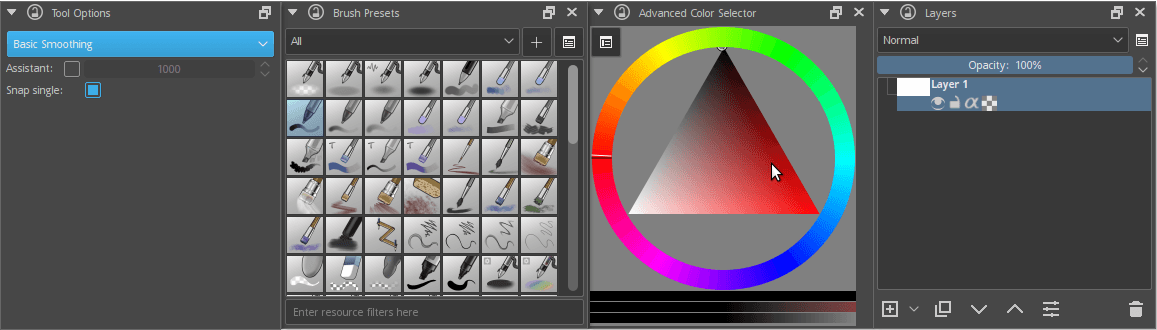 Tool Options
Basic Smoothing
Assistant:
1000
Snap single:
Brush Presets
All
Enter resource filters here
Advanced Color Selector
Layers
Normal
Opacity: 100%
Layer 1